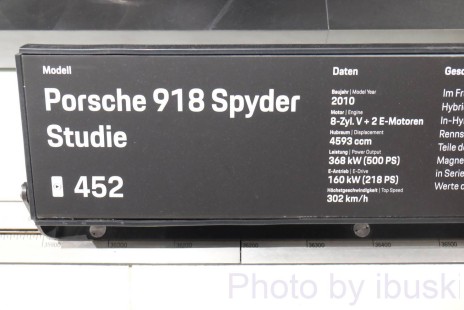 Modell
Porsche 918 Spyder
Studie
452
Daten
Baujahr | Model Year
2010
Motor | Engine
8-Zyl. V + 2 E-Motoren
Hubraum | Displacement
4593 ccm
Leistung | Power Output
368 kW (500 PS)
E-Antrieb | E-Drive
160 kW (218 PS)
Höchstgeschwindigkeit | Top Speed
302 km/h
Gesc
Im Fr
Hybri
In-Hy
Renns
Teile d
Magne
in Serie
Werte d
Photo by ibuski